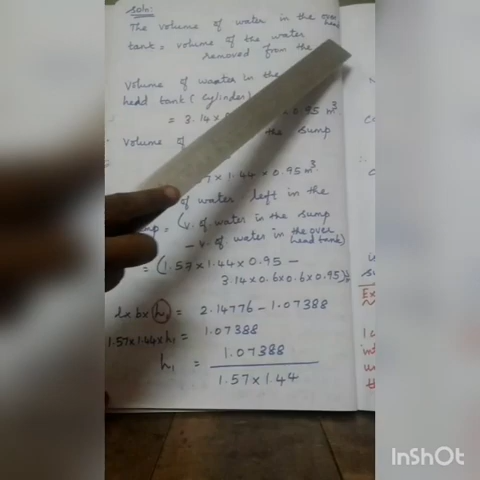 Soln:
The volume of water in the over head
tank = volume of the water
removed from the
Volume of water in the
head tank (cylinder)
= 3.14 × 0. × 0.95 m³.
Volume of the sump
57 × 1.44 × 0.95 m³
of water left in the
= (v. of water in the sump
- v. of water in the over head tank)
= (1.57 × 1.44 × 0.95 −
3.14 × 0.6 × 0.6 × 0.95)
l × b × h₁ = 2.14776 − 1.07388
1.57 × 1.44 × h₁ = 1.07388
h₁ = 1.07388
1.57 × 1.44
InShOt